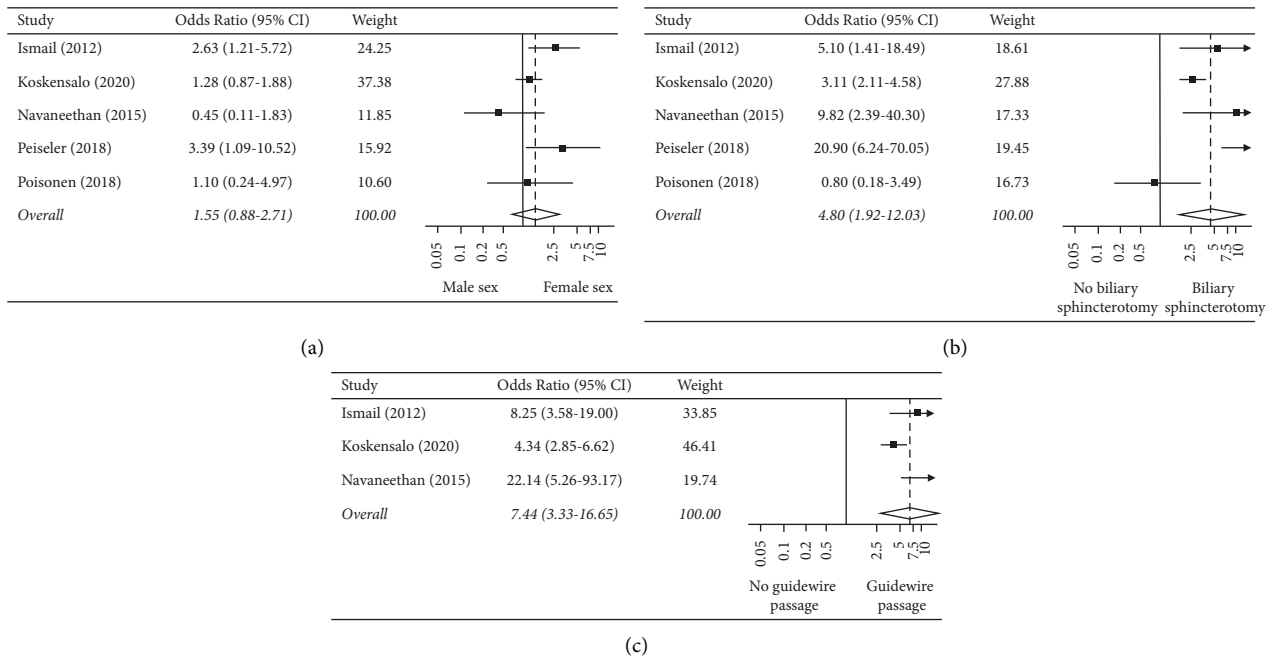 Study Odds Ratio (95% CI) Weight
Ismail (2012) 2.63 (1.21-5.72) 24.25
Koskensalo (2020) 1.28 (0.87-1.88) 37.38
Navaneethan (2015) 0.45 (0.11-1.83) 11.85
Peiseler (2018) 3.39 (1.09-10.52) 15.92
Poisonen (2018) 1.10 (0.24-4.97) 10.60
Overall 1.55 (0.88-2.71) 100.00
0.05 0.1 0.2 0.5 2.5 5 7.5 10
Male sex Female sex
(a)
Study Odds Ratio (95% CI) Weight
Ismail (2012) 5.10 (1.41-18.49) 18.61
Koskensalo (2020) 3.11 (2.11-4.58) 27.88
Navaneethan (2015) 9.82 (2.39-40.30) 17.33
Peiseler (2018) 20.90 (6.24-70.05) 19.45
Poisonen (2018) 0.80 (0.18-3.49) 16.73
Overall 4.80 (1.92-12.03) 100.00
0.05 0.1 0.2 0.5 2.5 5 7.5 10
No biliary Biliary
sphincterotomy sphincterotomy
(b)
Study Odds Ratio (95% CI) Weight
Ismail (2012) 8.25 (3.58-19.00) 33.85
Koskensalo (2020) 4.34 (2.85-6.62) 46.41
Navaneethan (2015) 22.14 (5.26-93.17) 19.74
Overall 7.44 (3.33-16.65) 100.00
0.05 0.1 0.2 0.5 2.5 5 7.5 10
No guidewire Guidewire
passage passage
(c)